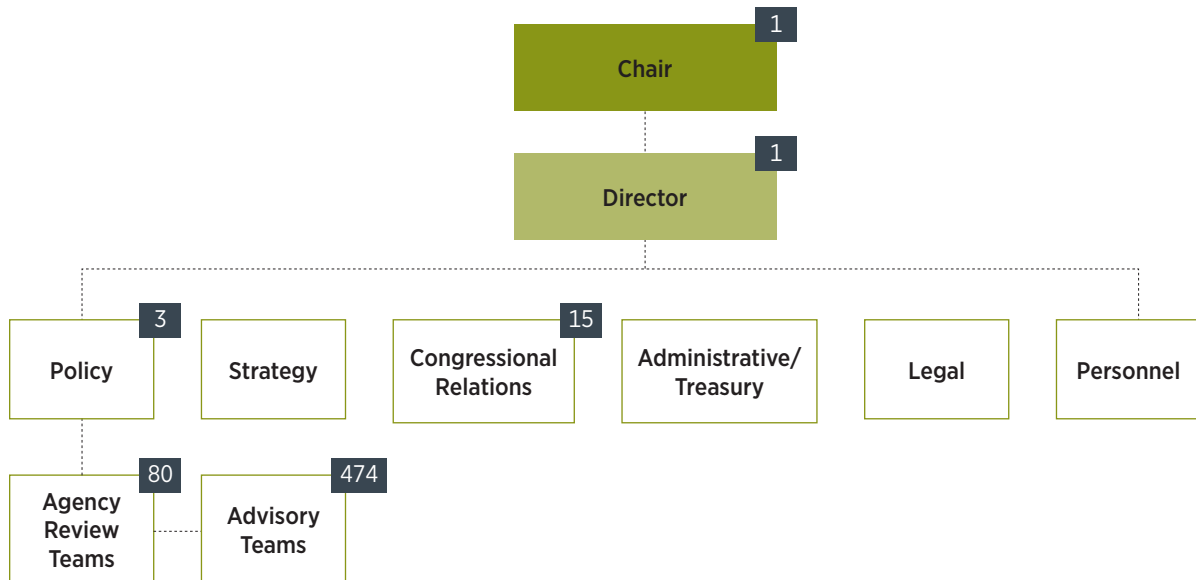 1
Chair
1
Director
3
Policy
Strategy
15
Congressional
Relations
Administrative/
Treasury
Legal
Personnel
80
Agency
Review
Teams
474
Advisory
Teams